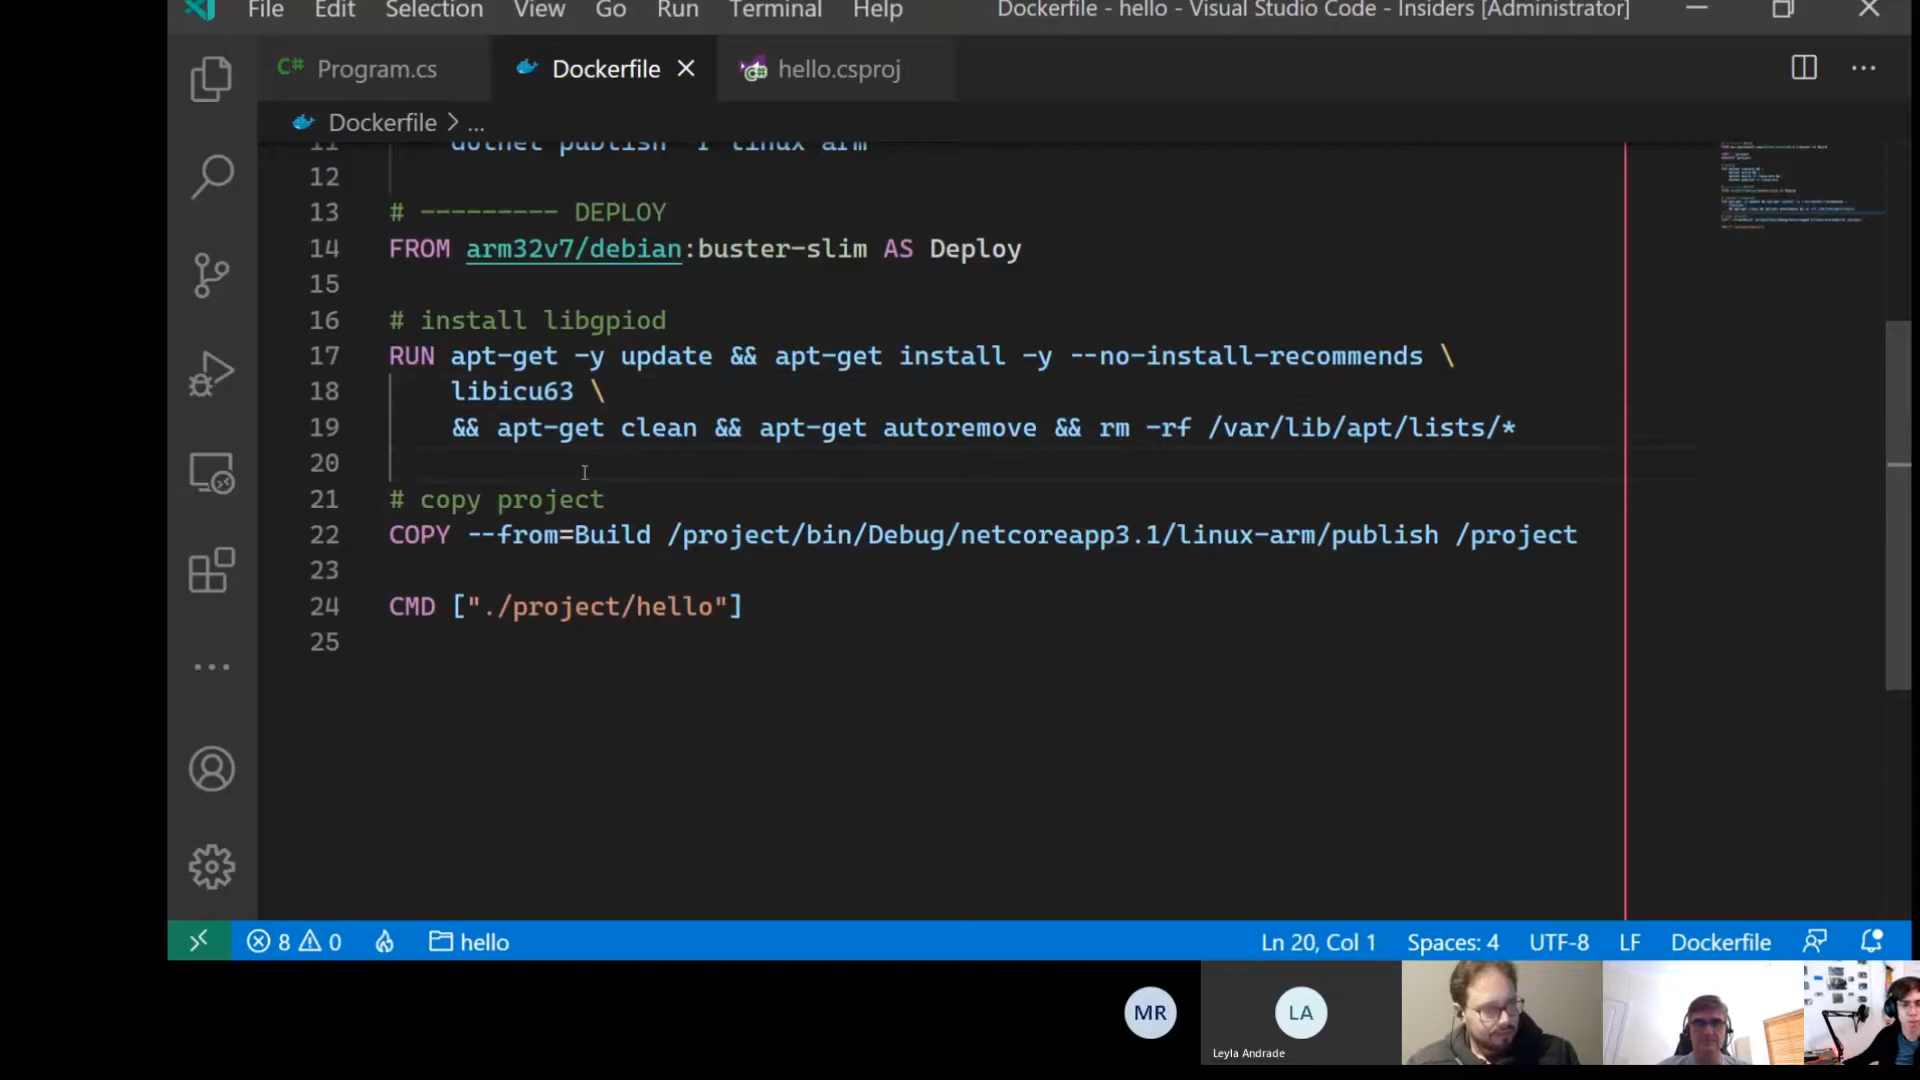 File Edit Selection View Go Run Terminal Help Dockerfile - hello - Visual Studio Code - Insiders [Administrator]
C# Program.cs Dockerfile hello.csproj
Dockerfile > ...
11 dotnet publish -r linux-arm
12
13 # --------- DEPLOY
14 FROM arm32v7/debian:buster-slim AS Deploy
15
16 # install libgpiod
17 RUN apt-get -y update && apt-get install -y --no-install-recommends \
18 libicu63 \
19 && apt-get clean && apt-get autoremove && rm -rf /var/lib/apt/lists/*
20
21 # copy project
22 COPY --from=Build /project/bin/Debug/netcoreapp3.1/linux-arm/publish /project
23
24 CMD ["./project/hello"]
25
8 0 hello Ln 20, Col 1 Spaces: 4 UTF-8 LF Dockerfile
MR LA
Leyla Andrade